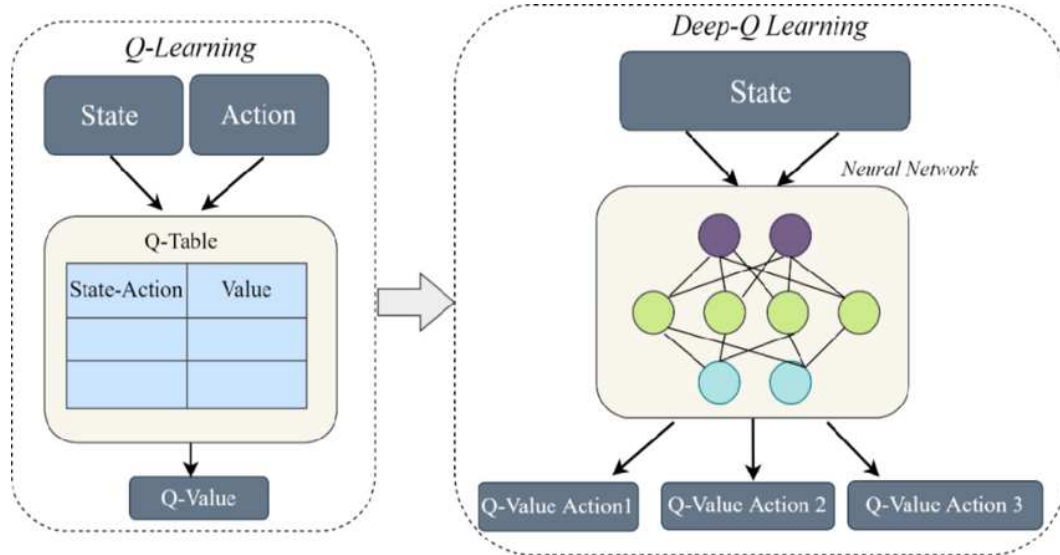 Q-Learning
State
Action
Q-Table
State-Action
Value
Q-Value
Deep-Q Learning
State
Neural Network
Q-Value Action1
Q-Value Action 2
Q-Value Action 3